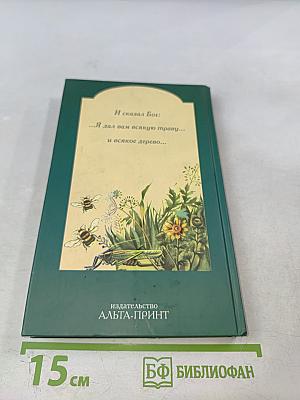 И сказал Бог:
...Я дал вам всякую траву...
и всякое дерево...
издательство
АЛЬТА-ПРИНТ
15 см
БФ БИБЛИОФАН